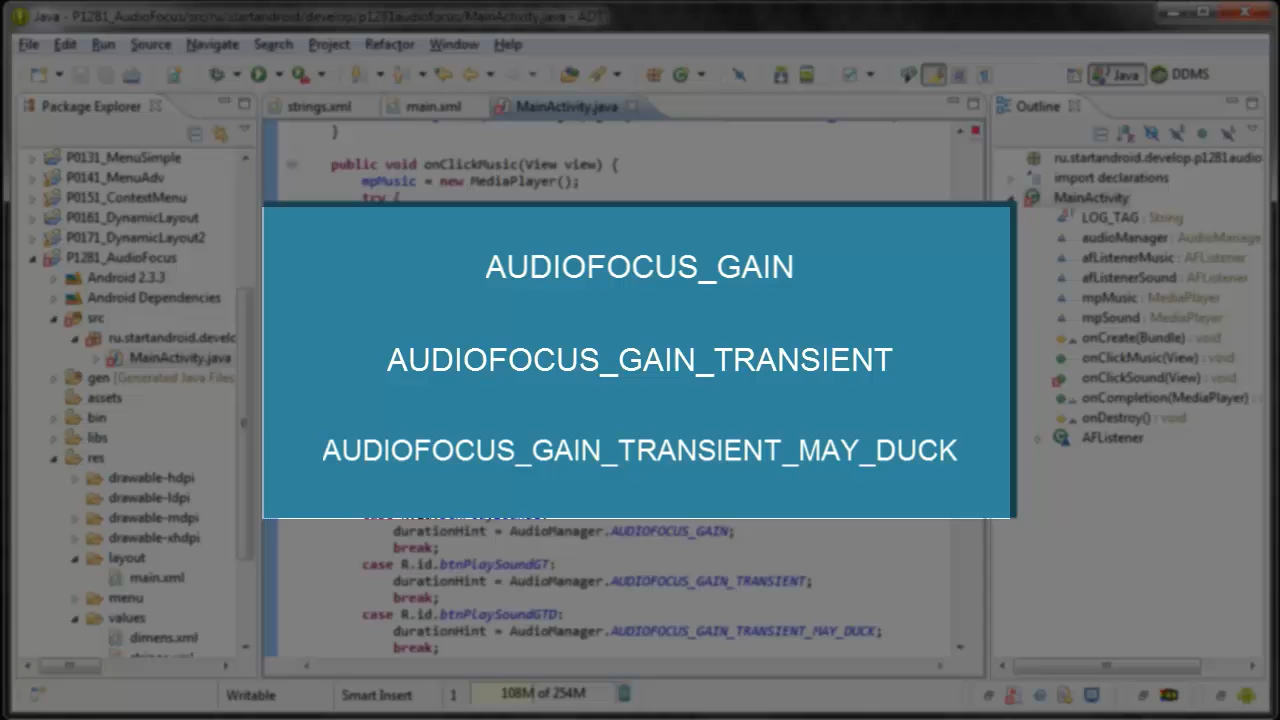 Java - P1281_AudioFocus/src/ru/startandroid/develop/p1281audiofocus/MainActivity.java - ADT
File Edit Run Source Navigate Search Project Refactor Window Help
Java DDMS
Package Explorer
strings.xml main.xml MainActivity.java
Outline
P0131_MenuSimple
P0141_MenuAdv
P0151_ContextMenu
P0161_DynamicLayout
P0171_DynamicLayout2
P1281_AudioFocus
Android 2.3.3
Android Dependencies
src
ru.startandroid.develo
MainActivity.java
gen [Generated Java Files
assets
bin
libs
res
drawable-hdpi
drawable-ldpi
drawable-mdpi
drawable-xhdpi
layout
main.xml
menu
values
dimens.xml
}
public void onClickMusic(View view) {
mpMusic = new MediaPlayer();
try {
AUDIOFOCUS_GAIN
AUDIOFOCUS_GAIN_TRANSIENT
AUDIOFOCUS_GAIN_TRANSIENT_MAY_DUCK
durationHint = AudioManager.AUDIOFOCUS_GAIN;
break;
case R.id.btnPlaySoundGT:
durationHint = AudioManager.AUDIOFOCUS_GAIN_TRANSIENT;
break;
case R.id.btnPlaySoundGTD:
durationHint = AudioManager.AUDIOFOCUS_GAIN_TRANSIENT_MAY_DUCK;
break;
ru.startandroid.develop.p1281audio
import declarations
MainActivity
LOG_TAG : String
audioManager : AudioManage
afListenerMusic : AFListener
afListenerSound : AFListener
mpMusic : MediaPlayer
mpSound : MediaPlayer
onCreate(Bundle) : void
onClickMusic(View) : void
onClickSound(View) : void
onCompletion(MediaPlayer)
onDestroy() : void
AFListener
Writable Smart Insert 1 108M of 254M